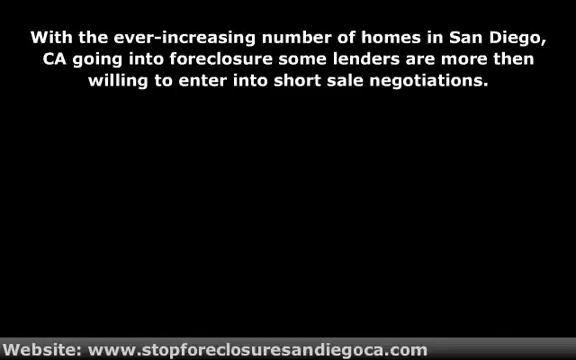 With the ever-increasing number of homes in San Diego,
CA going into foreclosure some lenders are more then
willing to enter into short sale negotiations.
Website: www.stopforeclosuresandiegoca.com